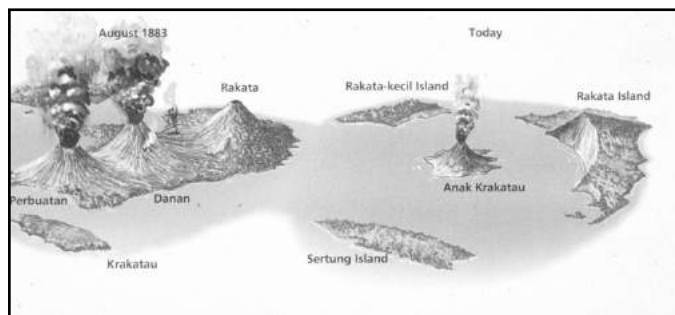 August 1883
Rakata
Perbuatan
Danan
Krakatau
Today
Rakata-kecil Island
Rakata Island
Anak Krakatau
Sertung Island